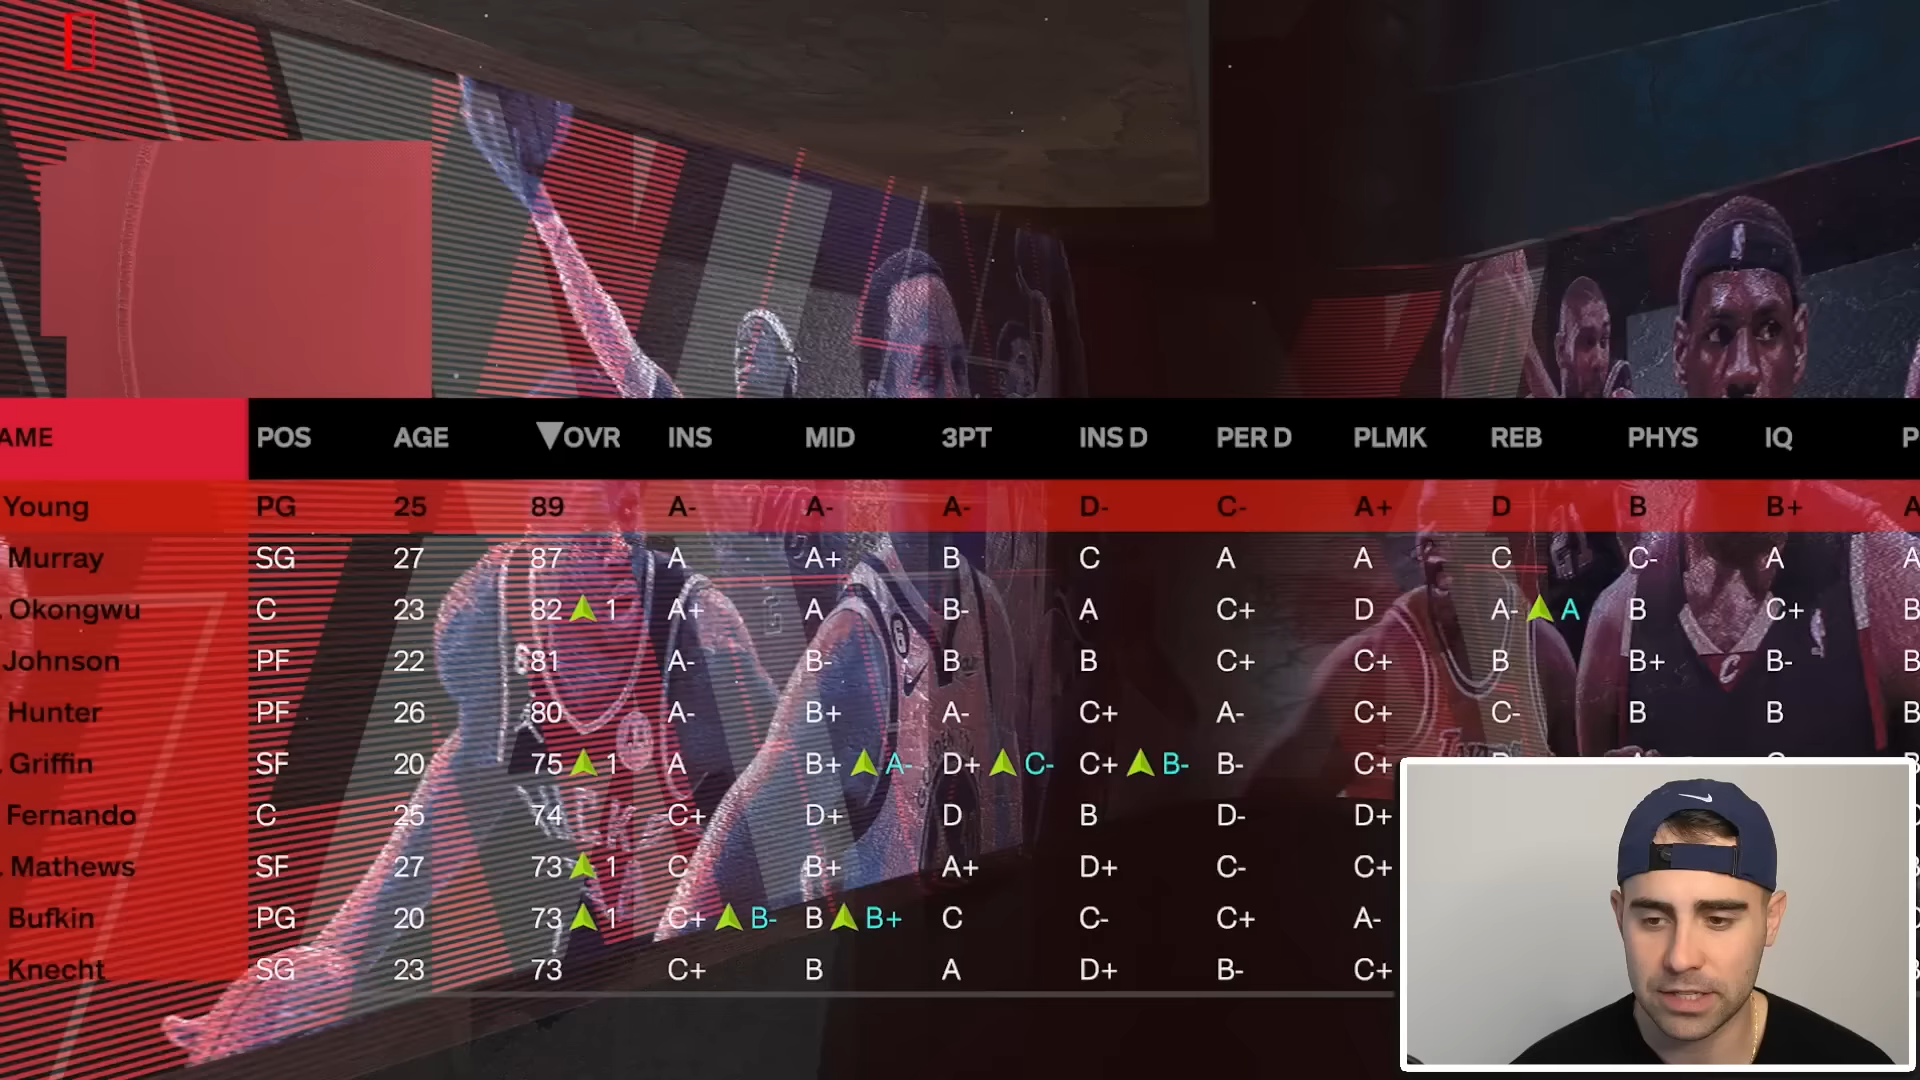 AME POS AGE ▼OVR INS MID 3PT INS D PER D PLMK REB PHYS IQ P
Young PG 25 89 A- A- A- D- C- A+ D B B+ A
Murray SG 27 87 A A+ B C A A C C- A A
. Okongwu C 23 82 ▲ 1 A+ A B- A C+ D A- ▲ A B C+ B
Johnson PF 22 81 A- B- B B C+ C+ B B+ B- B
Hunter PF 26 80 A- B+ A- C+ A- C+ C- B B B
. Griffin SF 20 75 ▲ 1 A B+ ▲ A- D+ ▲ C- C+ ▲ B- B- C+
Fernando C 25 74 C+ D+ D B D- D+
. Mathews SF 27 73 ▲ 1 C B+ A+ D+ C- C+
Bufkin PG 20 73 ▲ 1 C+ ▲ B- B ▲ B+ C C- C+ A-
Knecht SG 23 73 C+ B A D+ B- C+